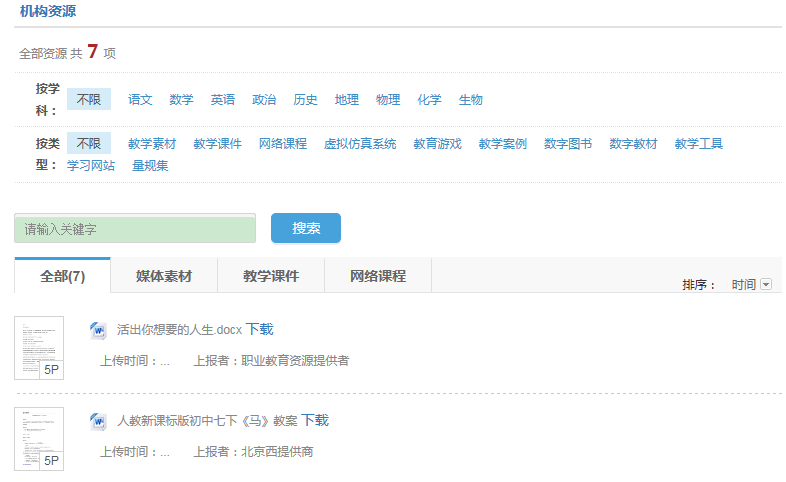 机构资源
全部资源 共 7 项
按学科： 不限 语文 数学 英语 政治 历史 地理 物理 化学 生物
按类型： 不限 教学素材 教学课件 网络课程 虚拟仿真系统 教育游戏 教学案例 数字图书 数字教材 教学工具
学习网站 量规集
请输入关键字 搜索
全部(7) 媒体素材 教学课件 网络课程 排序： 时间
活出你想要的人生.docx 下载
5P
上传时间：... 上报者：职业教育资源提供者
人教新课标版初中七下《马》教案 下载
5P
上传时间：... 上报者：北京西提供商